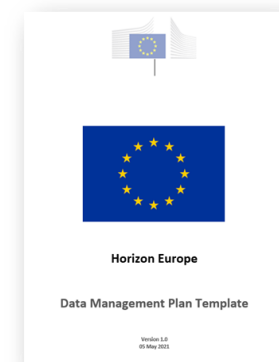 Horizon Europe
Data Management Plan Template
Version 1.0
05 May 2021